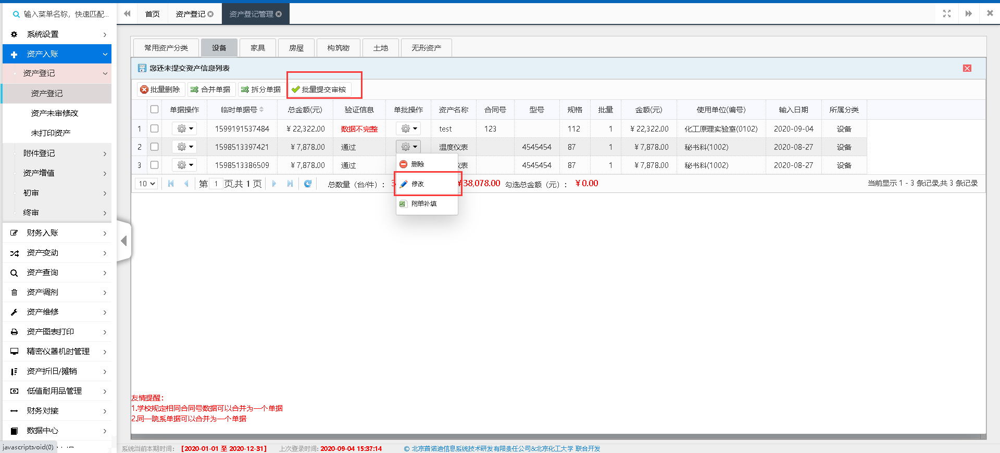 输入菜单名称，快速匹配...
首页
资产登记
资产登记管理
系统设置
资产入账
资产登记
资产登记
资产未审修改
未打印资产
附件登记
资产增值
初审
终审
财务入账
资产变动
资产查询
资产调剂
资产维修
资产图表打印
精密仪器机时管理
资产折旧/摊销
低值耐用品管理
财务对接
数据中心
javascript:void(0)
常用资产分类 设备 家具 房屋 构筑物 土地 无形资产
您还未提交资产信息列表
批量删除 合并单据 拆分单据 批量提交审核
单据操作 临时单据号 总金额(元) 验证信息 单批操作 资产名称 合同号 型号 规格 批量 金额(元) 使用单位(编号) 输入日期 所属分类
1 1599191537484 ¥22,322.00 数据不完整 test 123 112 1 ¥22,322.00 化工原理实验室(0102) 2020-09-04 设备
2 1598513397421 ¥7,878.00 通过 温度仪表 4545454 87 1 ¥7,878.00 秘书科(1002) 2020-08-27 设备
3 1598513386509 ¥7,878.00 通过 仪表 4545454 87 1 ¥7,878.00 秘书科(1002) 2020-08-27 设备
删除
修改
附单补填
10 第 1 页,共 1 页 总数量（台/件）： 3 ¥38,078.00 勾选总金额（元）： ¥0.00 当前显示 1 - 3 条记录,共 3 条记录
友情提醒：
1.学校规定相同合同号数据可以合并为一个单据
2.同一院系单据可以合并为一个单据
系统当前本期时间： 【2020-01-01 至 2020-12-31】 上次登录时间: 2020-09-04 15:37:14 © 北京普诺迪信息系统技术研发有限责任公司&北京化工大学 联合开发